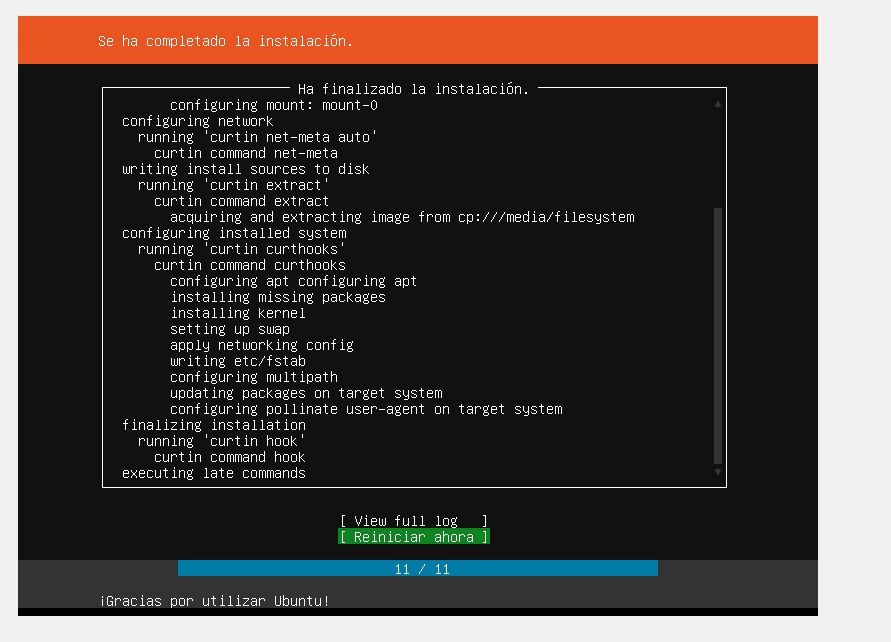 Se ha completado la instalación.
Ha finalizado la instalación.
configuring mount: mount-0
configuring network
running 'curtin net-meta auto'
curtin command net-meta
writing install sources to disk
running 'curtin extract'
curtin command extract
acquiring and extracting image from cp:///media/filesystem
configuring installed system
running 'curtin curthooks'
curtin command curthooks
configuring apt configuring apt
installing missing packages
installing kernel
setting up swap
apply networking config
writing etc/fstab
configuring multipath
updating packages on target system
configuring pollinate user-agent on target system
finalizing installation
running 'curtin hook'
curtin command hook
executing late commands
[ View full log ]
[ Reiniciar ahora ]
11 / 11
¡Gracias por utilizar Ubuntu!